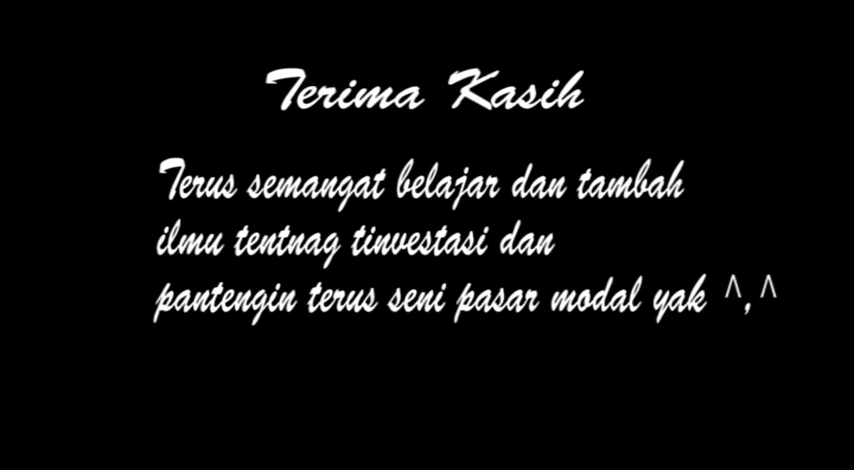 Terima Kasih
Terus semangat belajar dan tambah
ilmu tentnag tinvestasi dan
pantengin terus seni pasar modal yak ^,^